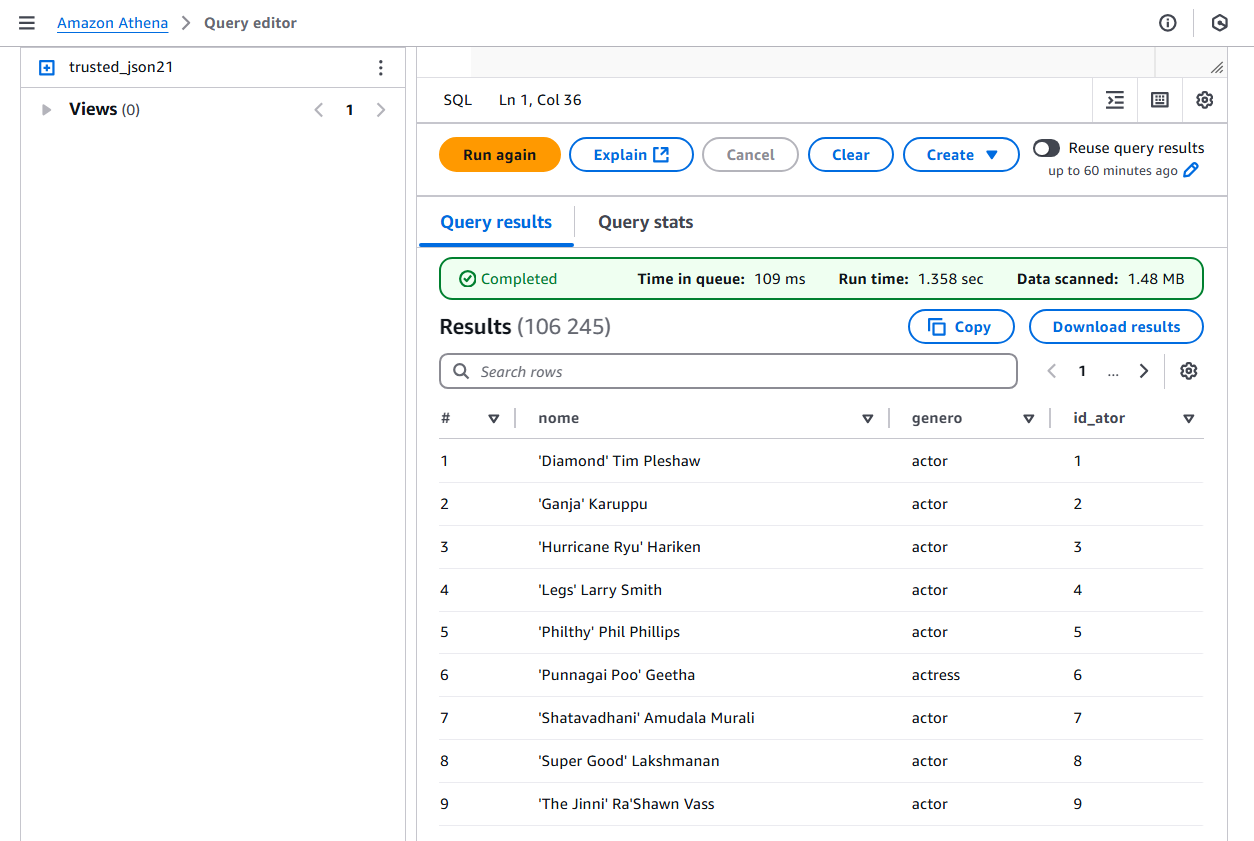 Amazon Athena > Query editor
trusted_json21
Views (0) 1
SQL Ln 1, Col 36
Run again Explain Cancel Clear Create Reuse query results
up to 60 minutes ago
Query results Query stats
Completed Time in queue: 109 ms Run time: 1.358 sec Data scanned: 1.48 MB
Results (106 245) Copy Download results
Search rows 1 ...
# nome genero id_ator
1 'Diamond' Tim Pleshaw actor 1
2 'Ganja' Karuppu actor 2
3 'Hurricane Ryu' Hariken actor 3
4 'Legs' Larry Smith actor 4
5 'Philthy' Phil Phillips actor 5
6 'Punnagai Poo' Geetha actress 6
7 'Shatavadhani' Amudala Murali actor 7
8 'Super Good' Lakshmanan actor 8
9 'The Jinni' Ra'Shawn Vass actor 9